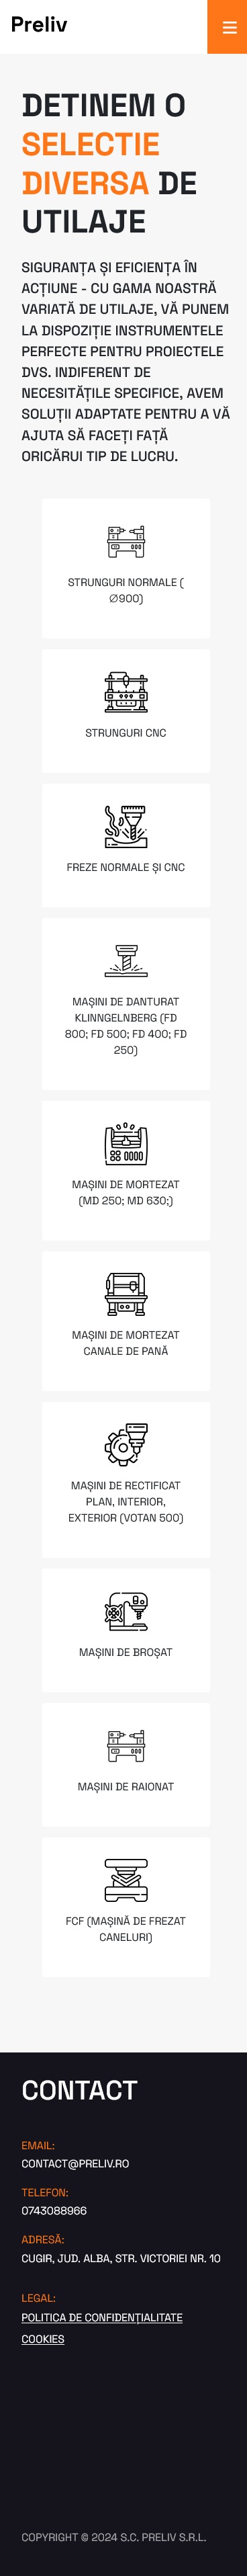 Preliv
DETINEM O
SELECTIE
DIVERSA DE
UTILAJE
SIGURANȚA ȘI EFICIENȚA ÎN
ACȚIUNE - CU GAMA NOASTRĂ
VARIATĂ DE UTILAJE, VĂ PUNEM
LA DISPOZIȚIE INSTRUMENTELE
PERFECTE PENTRU PROIECTELE
DVS. INDIFERENT DE
NECESITĂȚILE SPECIFICE, AVEM
SOLUȚII ADAPTATE PENTRU A VĂ
AJUTA SĂ FACEȚI FAȚĂ
ORICĂRUI TIP DE LUCRU.
STRUNGURI NORMALE (
∅900)
STRUNGURI CNC
FREZE NORMALE ȘI CNC
MAȘINI DE DANTURAT
KLINNGELNBERG (FD
800; FD 500; FD 400; FD
250)
MAȘINI DE MORTEZAT
(MD 250; MD 630;)
MAȘINI DE MORTEZAT
CANALE DE PANĂ
MAȘINI DE RECTIFICAT
PLAN, INTERIOR,
EXTERIOR (VOTAN 500)
MAȘINI DE BROȘAT
MAȘINI DE RAIONAT
FCF (MAȘINĂ DE FREZAT
CANELURI)
CONTACT
EMAIL:
CONTACT@PRELIV.RO
TELEFON:
0743088966
ADRESĂ:
CUGIR, JUD. ALBA, STR. VICTORIEI NR. 10
LEGAL:
POLITICA DE CONFIDENȚIALITATE
COOKIES
COPYRIGHT © 2024 S.C. PRELIV S.R.L.